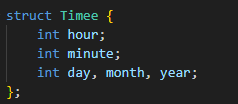 struct Timee {
    int hour;
    int minute;
    int day, month, year;
};